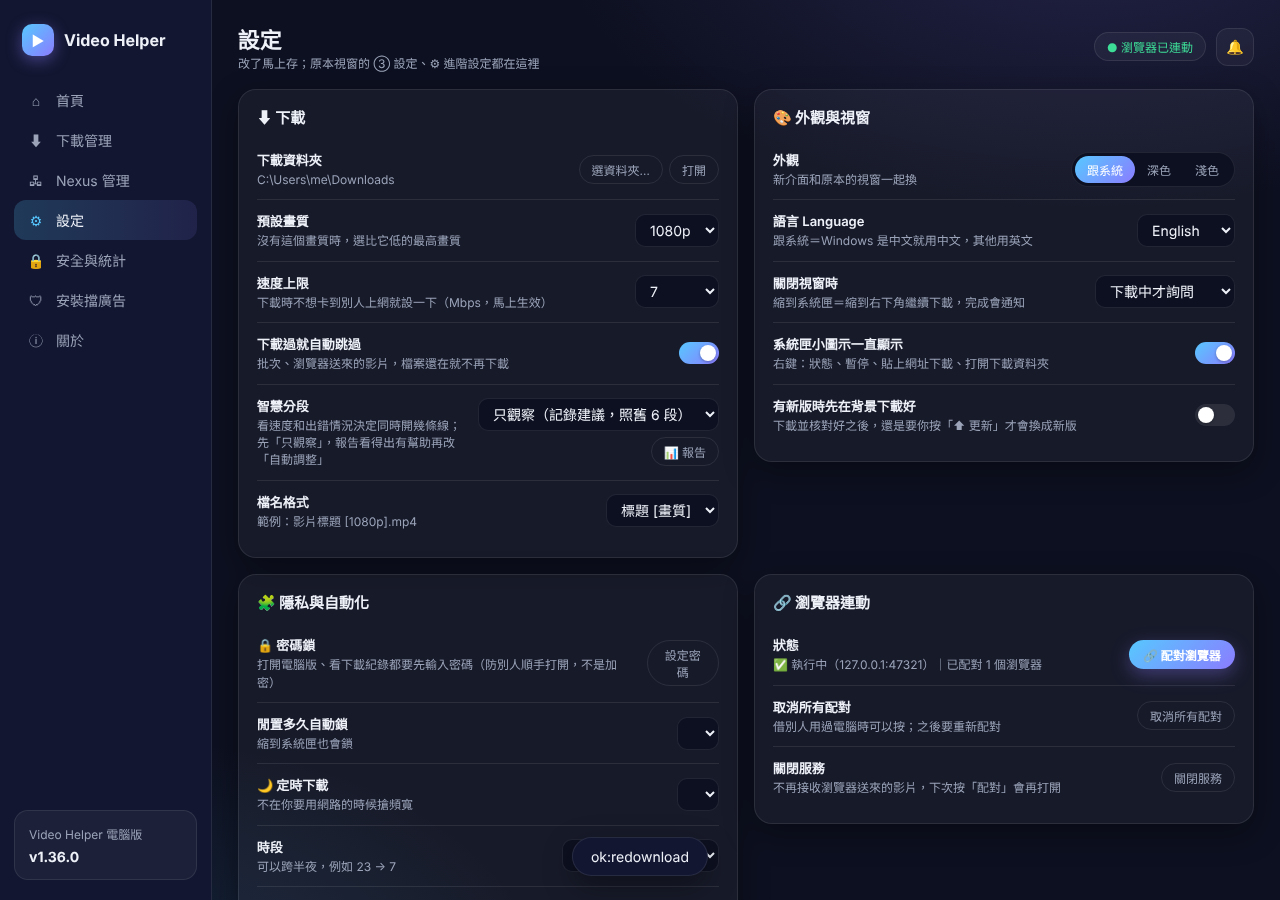 Video Helper
首頁
下載管理
Nexus 管理
設定
安全與統計
安裝擋廣告
關於
Video Helper 電腦版
v1.36.0
設定
改了馬上存；原本視窗的 ③ 設定、⚙ 進階設定都在這裡
瀏覽器已連動
⬇ 下載
下載資料夾
C:\Users\me\Downloads
選資料夾…
打開
預設畫質
沒有這個畫質時，選比它低的最高畫質
1080p
速度上限
下載時不想卡到別人上網就設一下（Mbps，馬上生效）
7
下載過就自動跳過
批次、瀏覽器送來的影片，檔案還在就不再下載
智慧分段
看速度和出錯情況決定同時開幾條線；
先「只觀察」，報告看得出有幫助再改
「自動調整」
只觀察（記錄建議，照舊 6 段）
📊 報告
檔名格式
範例：影片標題 [1080p].mp4
標題 [畫質]
🎨 外觀與視窗
外觀
新介面和原本的視窗一起換
跟系統
深色
淺色
語言 Language
跟系統＝Windows 是中文就用中文，其他用英文
English
關閉視窗時
縮到系統匣＝縮到右下角繼續下載，完成會通知
下載中才詢問
系統匣小圖示一直顯示
右鍵：狀態、暫停、貼上網址下載、打開下載資料夾
有新版時先在背景下載好
下載並核對好之後，還是要你按「⬆ 更新」才會換成新版
🧩 隱私與自動化
🔒 密碼鎖
打開電腦版、看下載紀錄都要先輸入密碼（防別人順手打開，不是加
密）
設定密
碼
閒置多久自動鎖
縮到系統匣也會鎖
🌙 定時下載
不在你要用網路的時候搶頻寬
時段
可以跨半夜，例如 23 → 7
ok:redownload
🔗 瀏覽器連動
狀態
✅ 執行中（127.0.0.1:47321）｜已配對 1 個瀏覽器
🔗 配對瀏覽器
取消所有配對
借別人用過電腦時可以按；之後要重新配對
取消所有配對
關閉服務
不再接收瀏覽器送來的影片，下次按「配對」會再打開
關閉服務